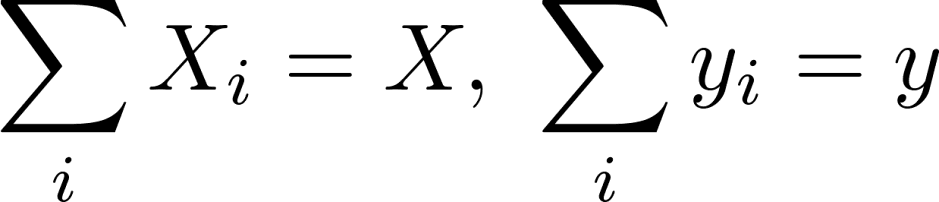 ∑_i X_i = X, ∑_i y_i = y